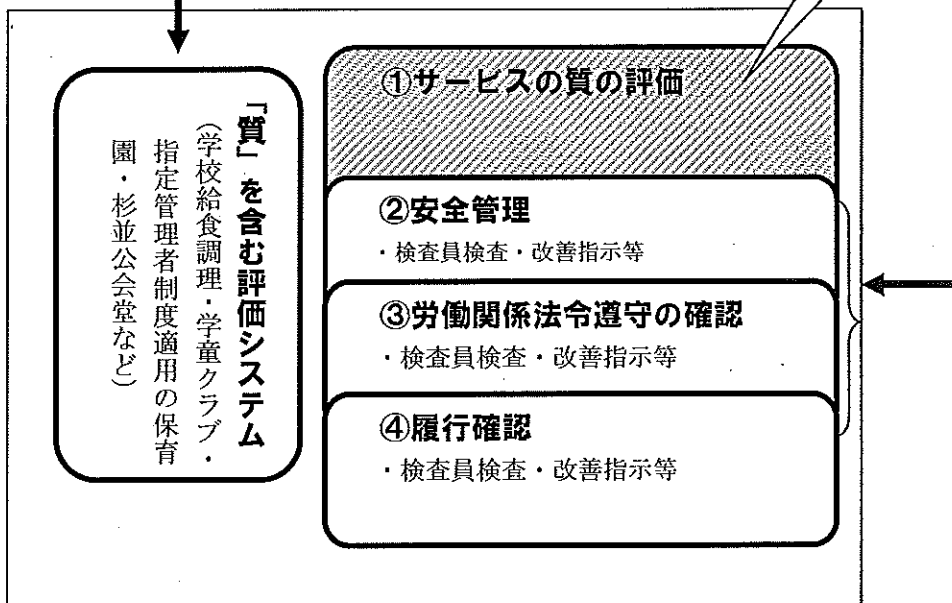 「質」を含む評価システム
（学校給食調理・学童クラブ・
指定管理者制度適用の保育
園・杉並公会堂など）
①サービスの質の評価
②安全管理
・検査員検査・改善指示等
③労働関係法令遵守の確認
・検査員検査・改善指示等
④履行確認
・検査員検査・改善指示等